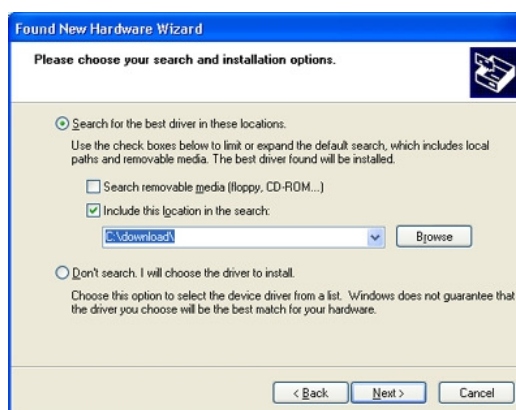 Found New Hardware Wizard
Please choose your search and installation options.
Search for the best driver in these locations.
Use the check boxes below to limit or expand the default search, which includes local
paths and removable media. The best driver found will be installed.
Search removable media (floppy, CD-ROM...)
Include this location in the search:
C:\download\
Browse
Don't search. I will choose the driver to install.
Choose this option to select the device driver from a list. Windows does not guarantee that
the driver you choose will be the best match for your hardware.
< Back
Next >
Cancel